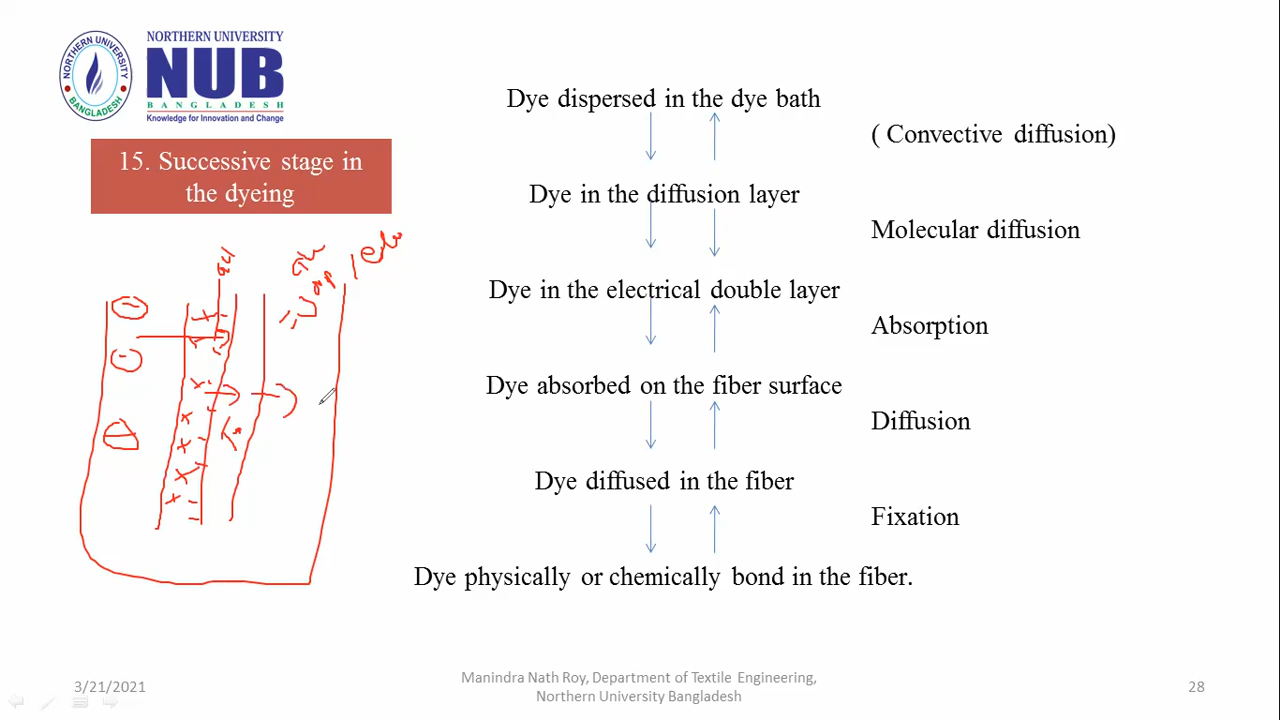 NORTHERN UNIVERSITY BANGLADESH
NORTHERN UNIVERSITY
NUB
BANGLADESH
Knowledge for Innovation and Change
15. Successive stage in
the dyeing
Dye dispersed in the dye bath
( Convective diffusion)
Dye in the diffusion layer
Molecular diffusion
Dye in the electrical double layer
Absorption
Dye absorbed on the fiber surface
Diffusion
Dye diffused in the fiber
Fixation
Dye physically or chemically bond in the fiber.
3/21/2021
Manindra Nath Roy, Department of Textile Engineering,
Northern University Bangladesh
28